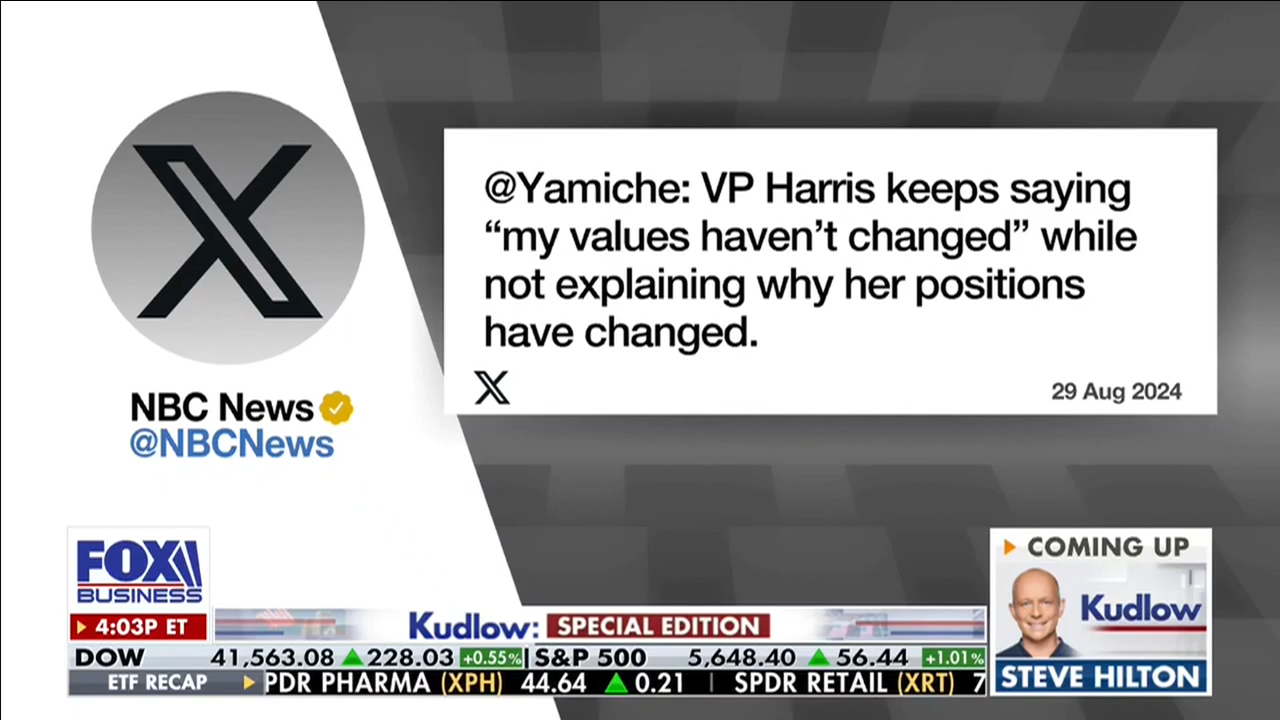 @Yamiche: VP Harris keeps saying
“my values haven’t changed” while
not explaining why her positions
have changed.
X
29 Aug 2024
NBC News
@NBCNews
FOX
BUSINESS
4:03P ET
Kudlow: SPECIAL EDITION
DOW 41,563.08 ▲228.03 +0.55% S&P 500 5,648.40 ▲ 56.44 +1.01%
ETF RECAP PDR PHARMA (XPH) 44.64 ▲ 0.21 | SPDR RETAIL (XRT) 7
COMING UP
Kudlow
STEVE HILTON